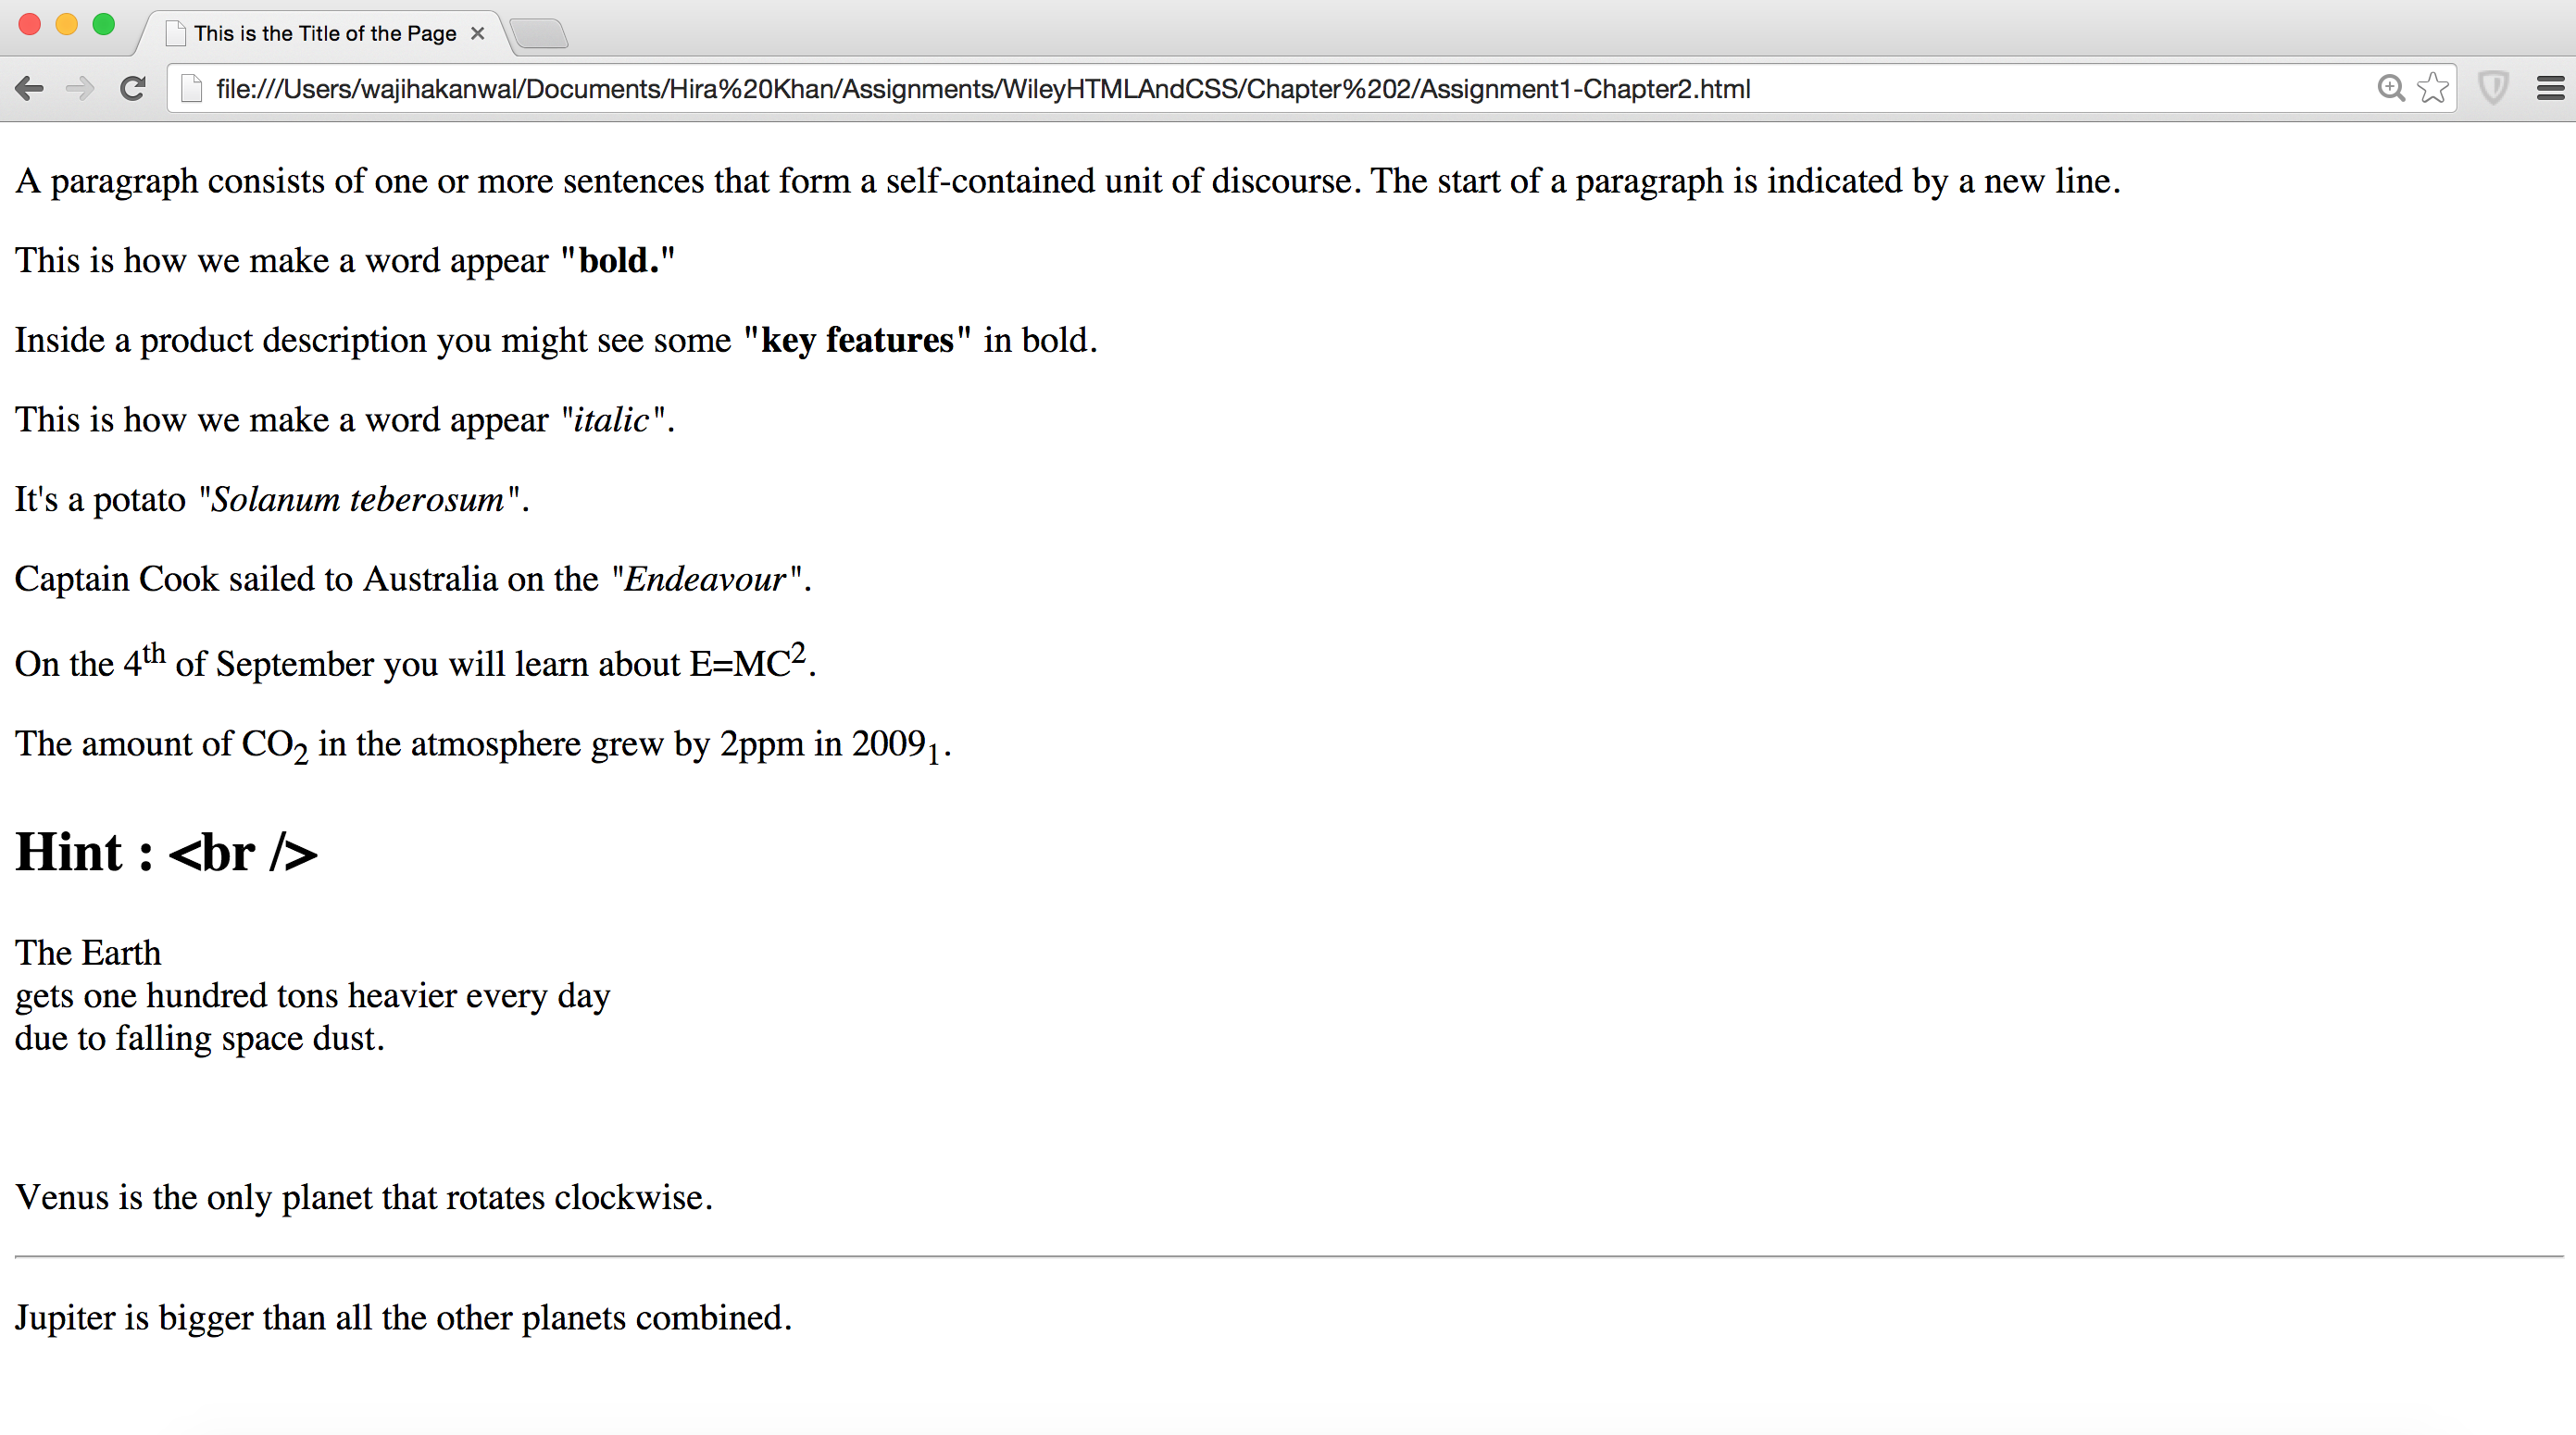 This is the Title of the Page
file:///Users/wajihakanwal/Documents/Hira%20Khan/Assignments/WileyHTMLAndCSS/Chapter%202/Assignment1-Chapter2.html
A paragraph consists of one or more sentences that form a self-contained unit of discourse. The start of a paragraph is indicated by a new line.
This is how we make a word appear "bold."
Inside a product description you might see some "key features" in bold.
This is how we make a word appear "italic".
It's a potato "Solanum teberosum".
Captain Cook sailed to Australia on the "Endeavour".
On the 4th of September you will learn about E=MC2.
The amount of CO2 in the atmosphere grew by 2ppm in 20091.
Hint : <br />
The Earth
gets one hundred tons heavier every day
due to falling space dust.
Venus is the only planet that rotates clockwise.
Jupiter is bigger than all the other planets combined.